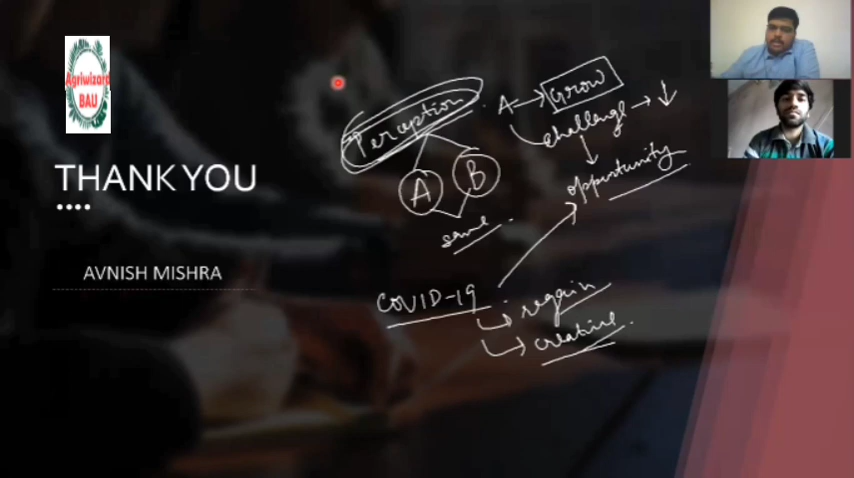 Agriwizard
BAU
THANK YOU
AVNISH MISHRA
Perception
A
B
same
A → Grow
challenge → ↓
opportunity
COVID-19
regain
creative